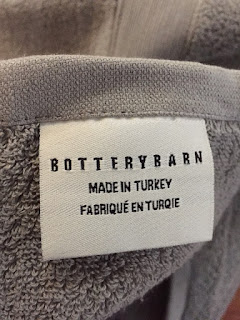 BOTTERYBARN
MADE IN TURKEY
FABRIQUÉ EN TURQIE